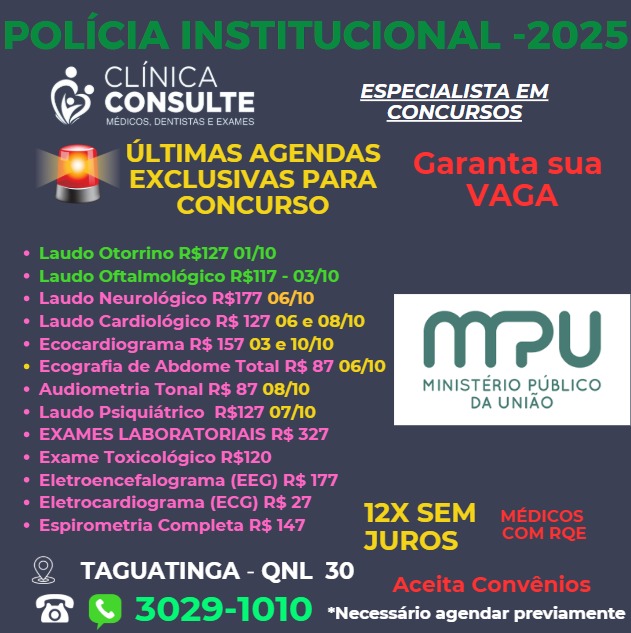 POLÍCIA INSTITUCIONAL -2025
CLÍNICA
CONSULTE
MÉDICOS, DENTISTAS E EXAMES
ESPECIALISTA EM
CONCURSOS
ÚLTIMAS AGENDAS
EXCLUSIVAS PARA
CONCURSO
Garanta sua
VAGA
• Laudo Otorrino R$127 01/10
• Laudo Oftalmológico R$117 - 03/10
• Laudo Neurológico R$177 06/10
• Laudo Cardiológico R$ 127 06 e 08/10
• Ecocardiograma R$ 157 03 e 10/10
• Ecografia de Abdome Total R$ 87 06/10
• Audiometria Tonal R$ 87 08/10
• Laudo Psiquiátrico R$127 07/10
• EXAMES LABORATORIAIS R$ 327
• Exame Toxicológico R$120
• Eletroencefalograma (EEG) R$ 177
• Eletrocardiograma (ECG) R$ 27
• Espirometria Completa R$ 147
MPU
MINISTÉRIO PÚBLICO
DA UNIÃO
12X SEM
JUROS
MÉDICOS
COM RQE
TAGUATINGA - QNL 30
Aceita Convênios
3029-1010
*Necessário agendar previamente